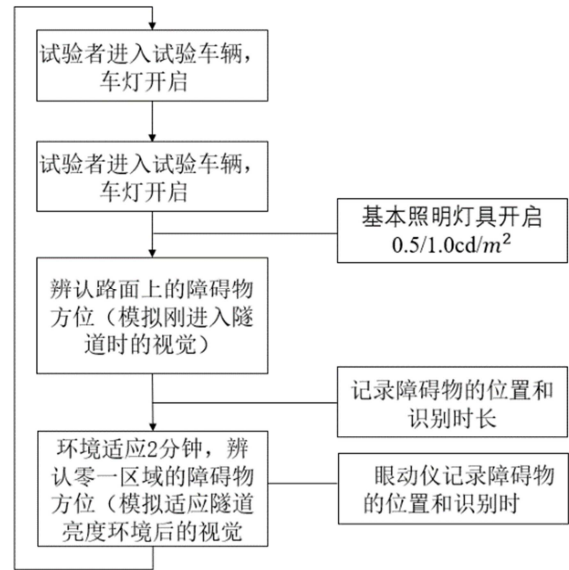 试验者进入试验车辆，
车灯开启
试验者进入试验车辆，
车灯开启
基本照明灯具开启
0.5/1.0cd/m²
辨认路面上的障碍物
方位（模拟刚进入隧
道时的视觉）
记录障碍物的位置和
识别时长
环境适应2分钟，辨
认零一区域的障碍物
方位（模拟适应隧道
亮度环境后的视觉
眼动仪记录障碍物
的位置和识别时